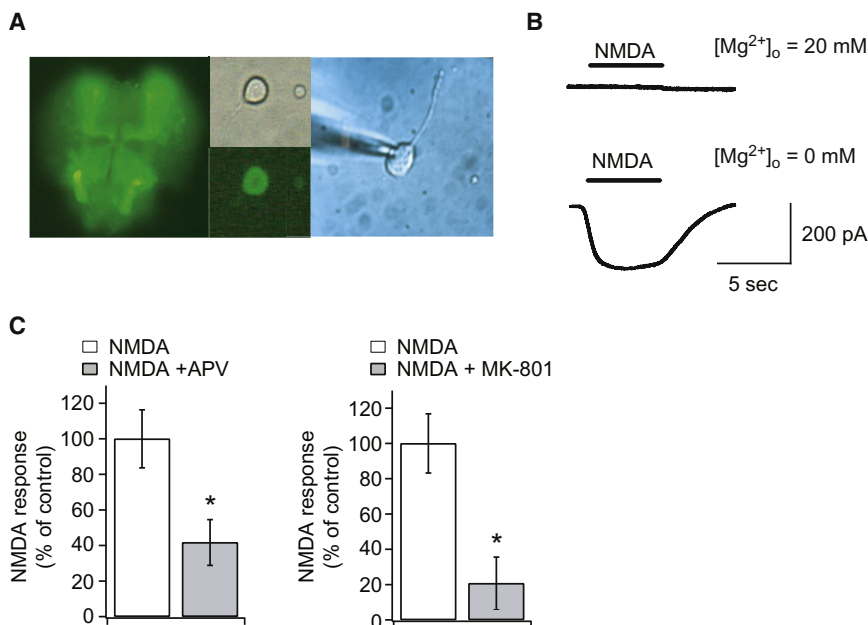 A
B
NMDA
[Mg²⁺]ₒ = 20 mM
NMDA
[Mg²⁺]ₒ = 0 mM
200 pA
5 sec
C
NMDA
NMDA +APV
NMDA response
(% of control)
120
100
80
60
40
20
0
*
NMDA
NMDA + MK-801
NMDA response
(% of control)
120
100
80
60
40
20
0
*